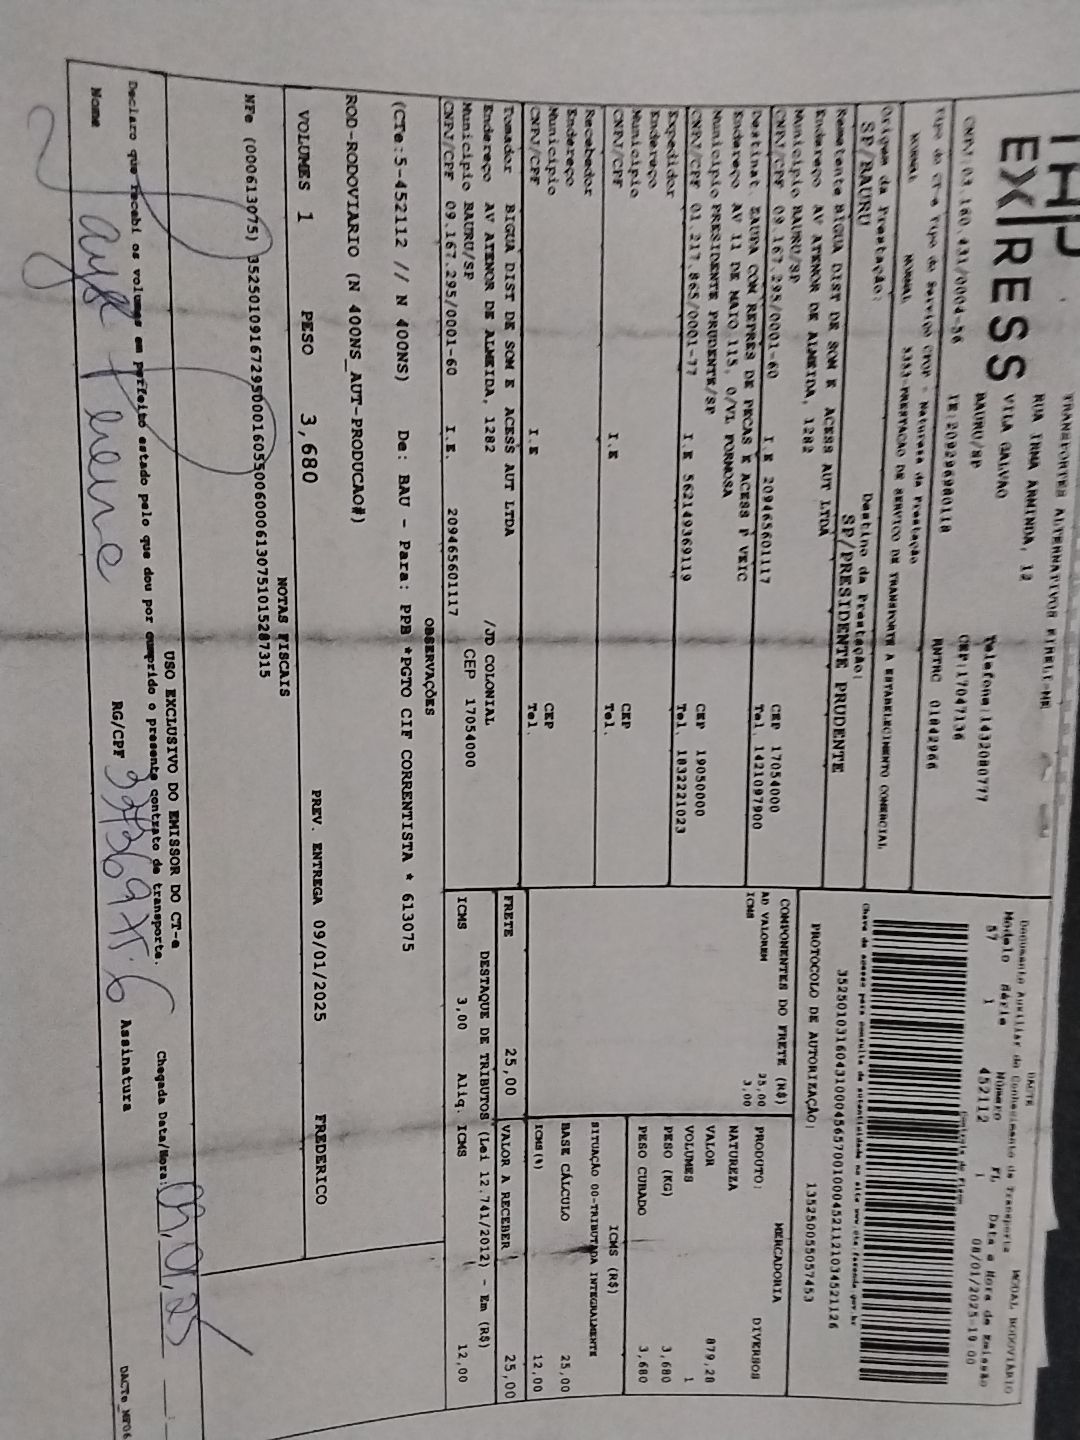 THP EXPRESS
TRANSPORTES ALTERNATIVOS EIRELI-ME
RUA IRMA ARMINDA, 12
VILA GALVAO
BAURU/SP
Telefone:1432080777
CEP:17047136
CNPJ:03.160.431/0004-56 IE:209296980118 RNTRC 01842966
Tipo do CT-e Tipo do Serviço CFOP - Natureza da Prestação
NORMAL NORMAL 5353-PRESTACAO DE SERVICO DE TRANSPORTE A ESTABELECIMENTO COMERCIAL
Origem da Prestação: Destino da Prestação:
SP/BAURU SP/PRESIDENTE PRUDENTE
DACTE MODAL RODOVIÁRIO
Documento Auxiliar do Conhecimento de Transporte
Modelo Série Número FL Data e Hora de Emissão
57 1 452112 1 08/01/2025-19:00
Controle do Fisco
Chave de acesso para consulta de autenticidade no site www.cte.fazenda.gov.br
35250103160431000456570010004521121034521126
PROTOCOLO DE AUTORIZAÇÃO: 135250055057453
Remetente BIGUA DIST DE SOM E ACESS AUT LTDA
Endereço AV ATENOR DE ALMEIDA, 1282
Município BAURU/SP CEP 17054000
CNPJ/CPF 09.167.295/0001-60 I.E 209465601117 Tel. 1421097900
Destinat. ZAUPA COM REPRES DE PECAS E ACESS P VEIC
Endereço AV 11 DE MAIO 115, 0/VL FORMOSA
Município PRESIDENTE PRUDENTE/SP CEP 19050000
CNPJ/CPF 01.217.865/0001-77 I.E 562149369119 Tel. 1832221023
Expedidor
Endereço
Município CEP
CNPJ/CPF I.E Tel.
Recebedor
Endereço
Município CEP
CNPJ/CPF I.E Tel.
Tomador BIGUA DIST DE SOM E ACESS AUT LTDA
Endereço AV ATENOR DE ALMEIDA, 1282 /JD COLONIAL
Município BAURU/SP CEP 17054000
CNPJ/CPF 09.167.295/0001-60 I.E. 209465601117
COMPONENTES DO FRETE (R$)
AD VALOREM 25,00
ICMS 3,00
PRODUTO: MERCADORIA
NATUREZA DIVERSOS
VALOR 879,28
VOLUMES 1
PESO (KG) 3,680
PESO CUBADO 3,680
ICMS (R$)
SITUAÇÃO 00-TRIBUTADA INTEGRALMENTE
BASE CÁLCULO 25,00
ICMS(%) 12,00
FRETE 25,00 VALOR A RECEBER 25,00
DESTAQUE DE TRIBUTOS (Lei 12.741/2012) - Em (R$)
ICMS 3,00 Aliq. ICMS 12,00
OBSERVAÇÕES
(CTe:5-452112 // N 400NS) De: BAU - Para: PPB *PGTO CIF CORRENTISTA * 613075
ROD-RODOVIARIO (N 400NS_AUT-PRODUCAO#)
VOLUMES 1 PESO 3,680 PREV. ENTREGA 09/01/2025 FREDERICO
NOTAS FISCAIS
NFe (000613075) 35250109167295000160550060006130751015287315
USO EXCLUSIVO DO EMISSOR DO CT-e
Declaro que recebi os volumes em perfeito estado pelo que dou por cumprido o presente contrato de transporte. Chegada Data/Hora:
Nome RG/CPF Assinatura
DACTe_MP06